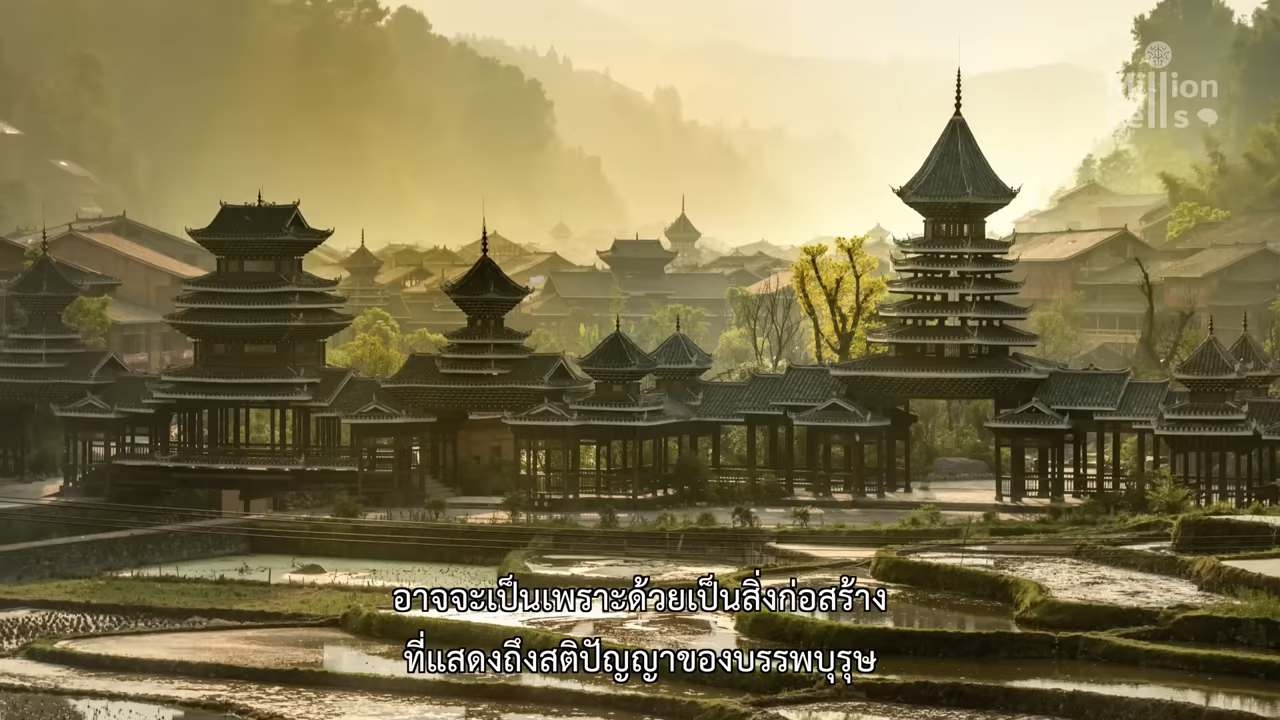 Million
ells
อาจจะเป็นเพราะด้วยเป็นสิ่งก่อสร้าง
ที่แสดงถึงสติปัญญาของบรรพบุรุษ